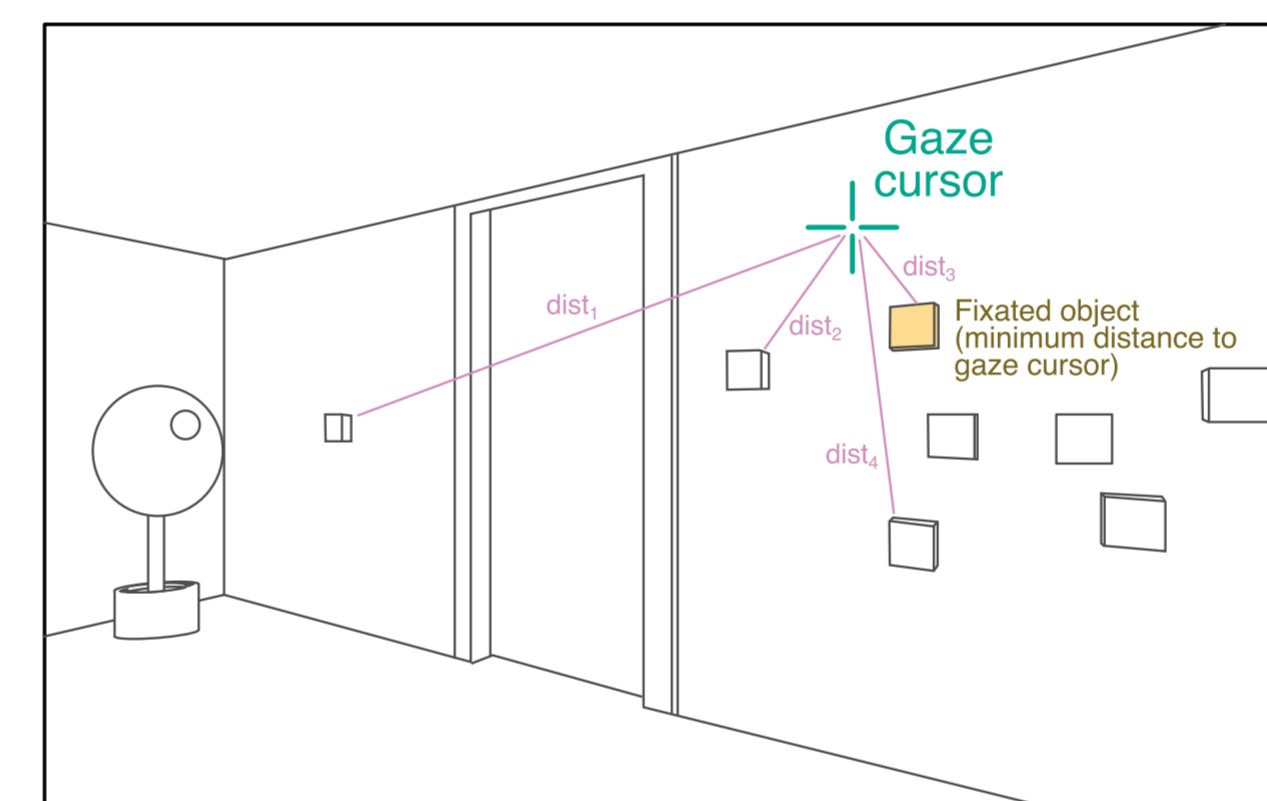 Gaze
cursor
dist₃
dist₁
Fixated object
dist₂
(minimum distance to
gaze cursor)
dist₄